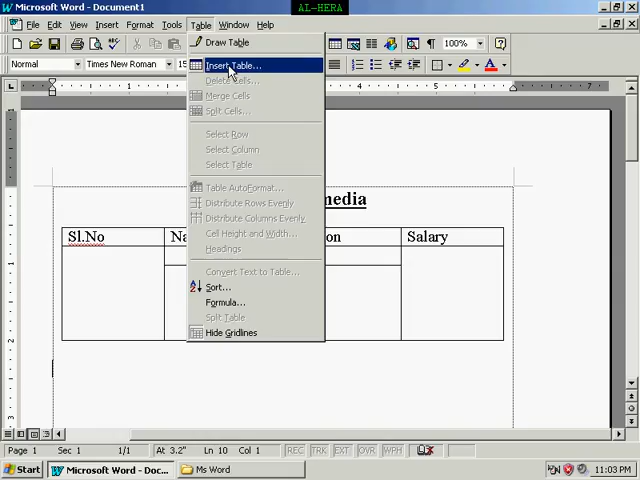 Microsoft Word - Document1
AL-HERA
File Edit View Insert Format Tools Table Window Help
100%
Normal Times New Roman 15
Draw Table
Insert Table...
Delete Cells...
Merge Cells
Split Cells...
Select Row
Select Column
Select Table
Table AutoFormat...
Distribute Rows Evenly
Distribute Columns Evenly
Cell Height and Width...
Headings
Convert Text to Table...
Sort...
Formula...
Split Table
Hide Gridlines
media
Sl.No Na on Salary
Page 1 Sec 1 1/1 At 3.2" Ln 10 Col 1 REC TRK EXT OVR WPH
Start Microsoft Word - Doc... Ms Word 11:03 PM